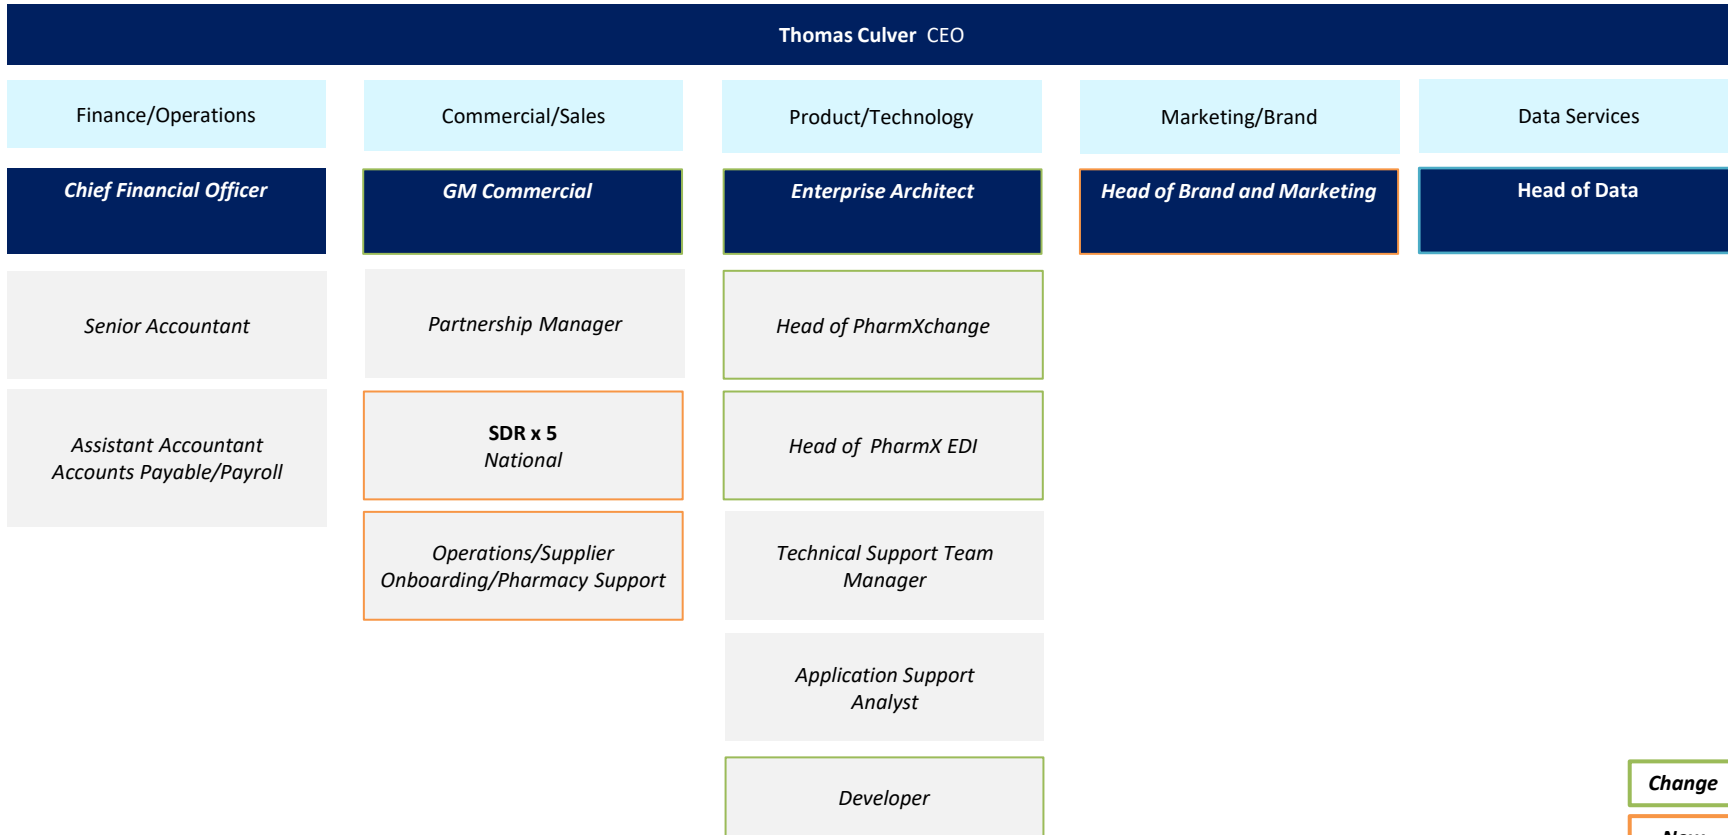 Thomas Culver CEO
Finance/Operations
Commercial/Sales
Product/Technology
Marketing/Brand
Data Services
Chief Financial Officer
GM Commercial
Enterprise Architect
Head of Brand and Marketing
Head of Data
Senior Accountant
Partnership Manager
Head of PharmXchange
Assistant Accountant
Accounts Payable/Payroll
SDR x 5
National
Head of PharmX EDI
Operations/Supplier
Onboarding/Pharmacy Support
Technical Support Team
Manager
Application Support
Analyst
Developer
Change
New